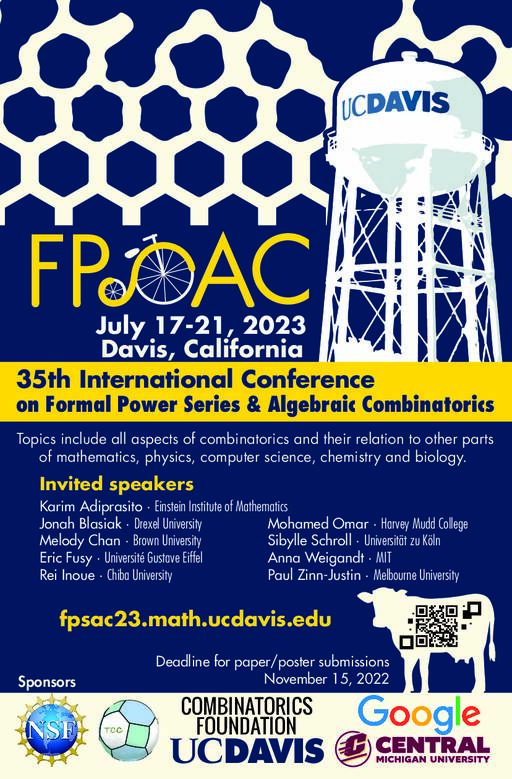 UCDAVIS
FPSAC
July 17-21, 2023
Davis, California
35th International Conference
on Formal Power Series & Algebraic Combinatorics
Topics include all aspects of combinatorics and their relation to other parts
of mathematics, physics, computer science, chemistry and biology.
Invited speakers
Karim Adiprasito · Einstein Institute of Mathematics
Jonah Blasiak · Drexel University
Melody Chan · Brown University
Eric Fusy · Université Gustave Eiffel
Rei Inoue · Chiba University
Mohamed Omar · Harvey Mudd College
Sibylle Schroll · Universität zu Köln
Anna Weigandt · MIT
Paul Zinn-Justin · Melbourne University
fpsac23.math.ucdavis.edu
Deadline for paper/poster submissions
November 15, 2022
Sponsors
NSF
TCC
COMBINATORICS
FOUNDATION
UCDAVIS
Google
CENTRAL
MICHIGAN UNIVERSITY